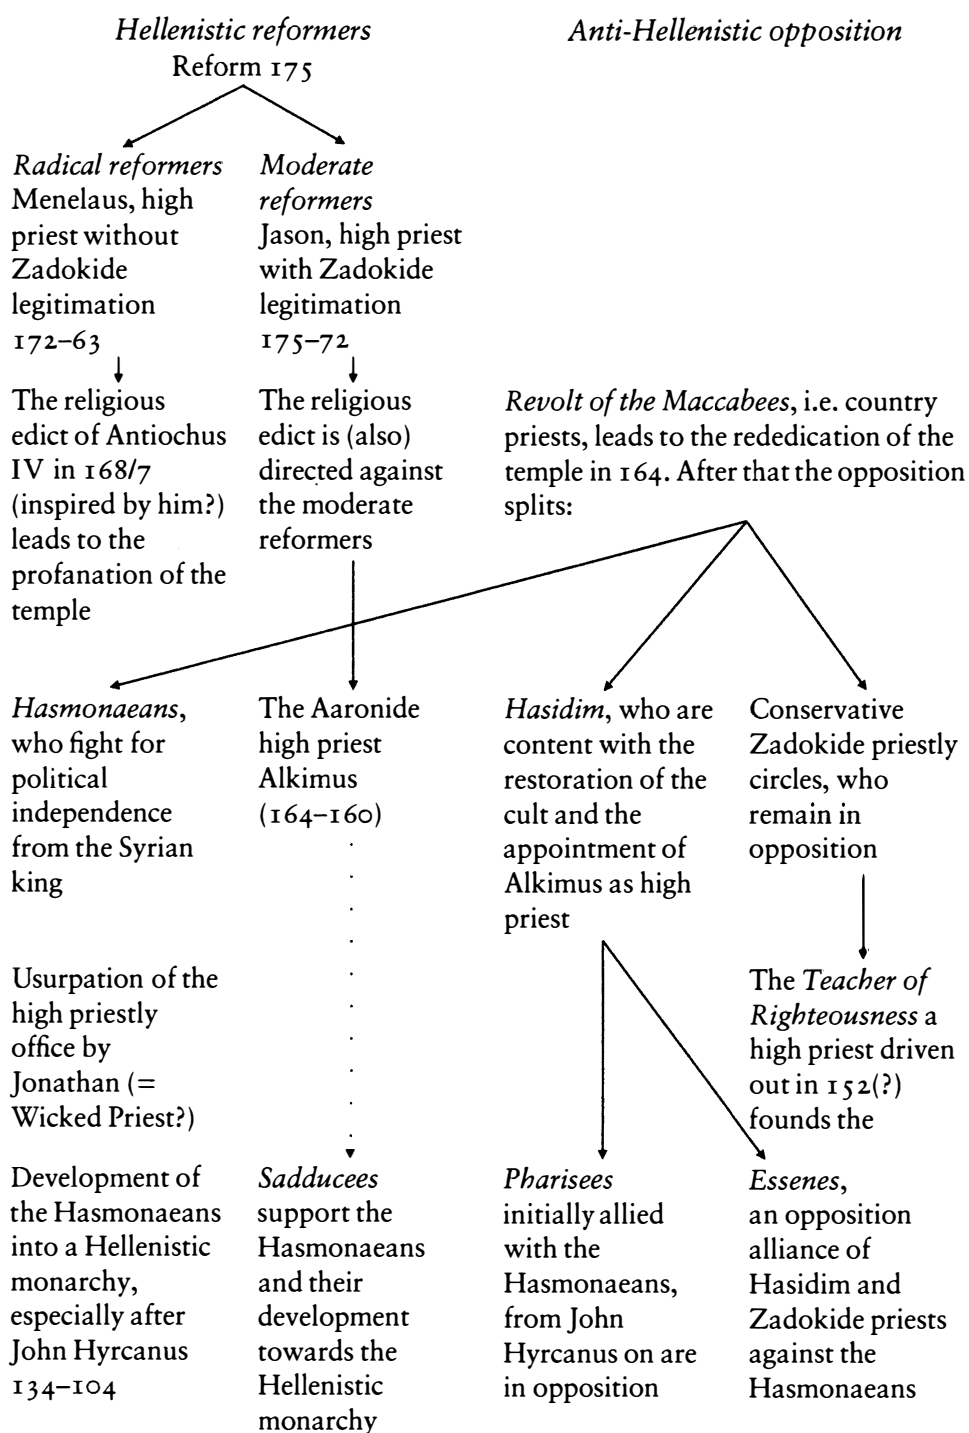 Hellenistic reformers
Reform 175
Anti-Hellenistic opposition
Radical reformers
Menelaus, high
priest without
Zadokide
legitimation
172–63
Moderate
reformers
Jason, high priest
with Zadokide
legitimation
175–72
The religious
edict of Antiochus
IV in 168/7
(inspired by him?)
leads to the
profanation of the
temple
The religious
edict is (also)
directed against
the moderate
reformers
Revolt of the Maccabees, i.e. country
priests, leads to the rededication of the
temple in 164. After that the opposition
splits:
Hasmonaeans,
who fight for
political
independence
from the Syrian
king
The Aaronide
high priest
Alkimus
(164–160)
Hasidim, who are
content with the
restoration of the
cult and the
appointment of
Alkimus as high
priest
Conservative
Zadokide priestly
circles, who
remain in
opposition
Usurpation of the
high priestly
office by
Jonathan (=
Wicked Priest?)
The Teacher of
Righteousness a
high priest driven
out in 152(?)
founds the
Development of
the Hasmonaeans
into a Hellenistic
monarchy,
especially after
John Hyrcanus
134–104
Sadducees
support the
Hasmonaeans
and their
development
towards the
Hellenistic
monarchy
Pharisees
initially allied
with the
Hasmonaeans,
from John
Hyrcanus on are
in opposition
Essenes,
an opposition
alliance of
Hasidim and
Zadokide priests
against the
Hasmonaeans